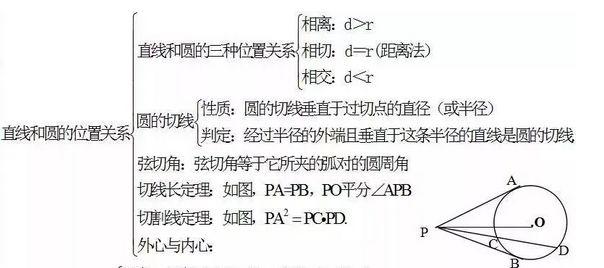 相离：d＞r
直线和圆的三种位置关系
相切：d=r(距离法)
相交：d<r
性质：圆的切线垂直于过切点的直径（或半径）
直线和圆的位置关系
圆的切线
判定：经过半径的外端且垂直于这条半径的直线是圆的切线
弦切角：弦切角等于它所夹的弧对的圆周角
切线长定理：如图，PA=PB，PO平分∠APB
切割线定理：如图，PA²=PC•PD.
外心与内心：
A
P
O
C
D
B